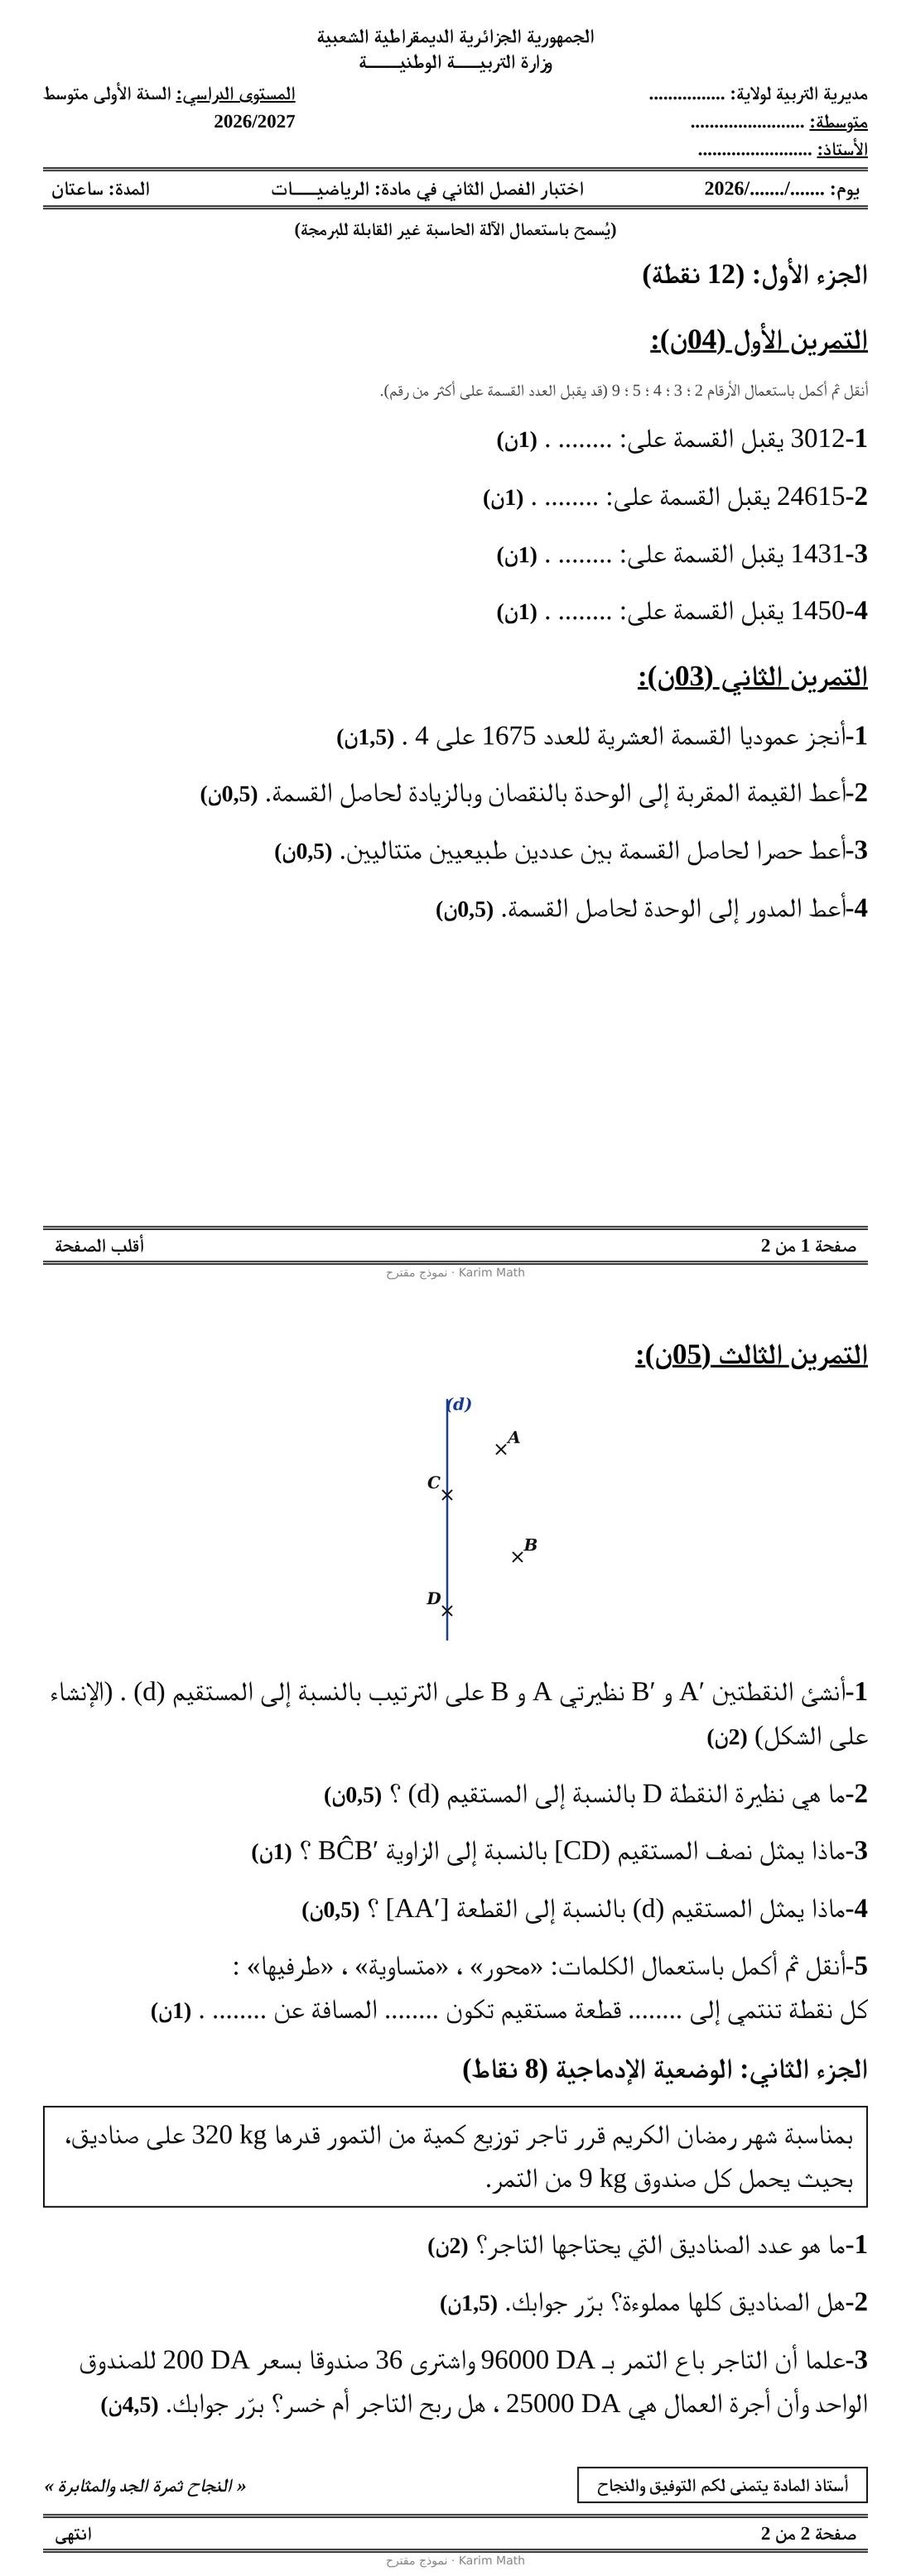 الجمهورية الجزائرية الديمقراطية الشعبية
وزارة التربيـــــة الوطنيـــــــة
مديرية التربية لولاية: ................
المستوى الدراسي: السنة الأولى متوسط
متوسطة: ........................
2026/2027
الأستاذ: ........................
يوم: ......./......./2026
اختبار الفصل الثاني في مادة: الرياضيـــــات
المدة: ساعتان
(يُسمح باستعمال الآلة الحاسبة غير القابلة للبرمجة)
الجزء الأول: (12 نقطة)
التمرين الأول (04ن):
أنقل ثم أكمل باستعمال الأرقام 2 ؛ 3 ؛ 4 ؛ 5 ؛ 9 (قد يقبل العدد القسمة على أكثر من رقم).
1-3012 يقبل القسمة على: ........ . (1ن)
2-24615 يقبل القسمة على: ........ . (1ن)
3-1431 يقبل القسمة على: ........ . (1ن)
4-1450 يقبل القسمة على: ........ . (1ن)
التمرين الثاني (03ن):
1-أنجز عموديا القسمة العشرية للعدد 1675 على 4 . (1,5ن)
2-أعط القيمة المقربة إلى الوحدة بالنقصان وبالزيادة لحاصل القسمة. (0,5ن)
3-أعط حصرا لحاصل القسمة بين عددين طبيعيين متتاليين. (0,5ن)
4-أعط المدور إلى الوحدة لحاصل القسمة. (0,5ن)
صفحة 1 من 2
أقلب الصفحة
Karim Math · نموذج مقترح
التمرين الثالث (05ن):
(d)
A
C
B
D
1-أنشئ النقطتين A′ و B′ نظيرتي A و B على الترتيب بالنسبة إلى المستقيم (d) . (الإنشاء
على الشكل) (2ن)
2-ما هي نظيرة النقطة D بالنسبة إلى المستقيم (d) ؟ (0,5ن)
3-ماذا يمثل نصف المستقيم [CD) بالنسبة إلى الزاوية BĈB′ ؟ (1ن)
4-ماذا يمثل المستقيم (d) بالنسبة إلى القطعة [AA′] ؟ (0,5ن)
5-أنقل ثم أكمل باستعمال الكلمات: «محور» ، «متساوية» ، «طرفيها» :
كل نقطة تنتمي إلى ........ قطعة مستقيم تكون ........ المسافة عن ........ . (1ن)
الجزء الثاني: الوضعية الإدماجية (8 نقاط)
بمناسبة شهر رمضان الكريم قرر تاجر توزيع كمية من التمور قدرها 320 kg على صناديق،
بحيث يحمل كل صندوق 9 kg من التمر.
1-ما هو عدد الصناديق التي يحتاجها التاجر؟ (2ن)
2-هل الصناديق كلها مملوءة؟ برّر جوابك. (1,5ن)
3-علما أن التاجر باع التمر بـ 96000 DA واشترى 36 صندوقا بسعر 200 DA للصندوق
الواحد وأن أجرة العمال هي 25000 DA ، هل ربح التاجر أم خسر؟ برّر جوابك. (4,5ن)
أستاذ المادة يتمنى لكم التوفيق والنجاح
« النجاح ثمرة الجد والمثابرة »
صفحة 2 من 2
انتهى
Karim Math · نموذج مقترح